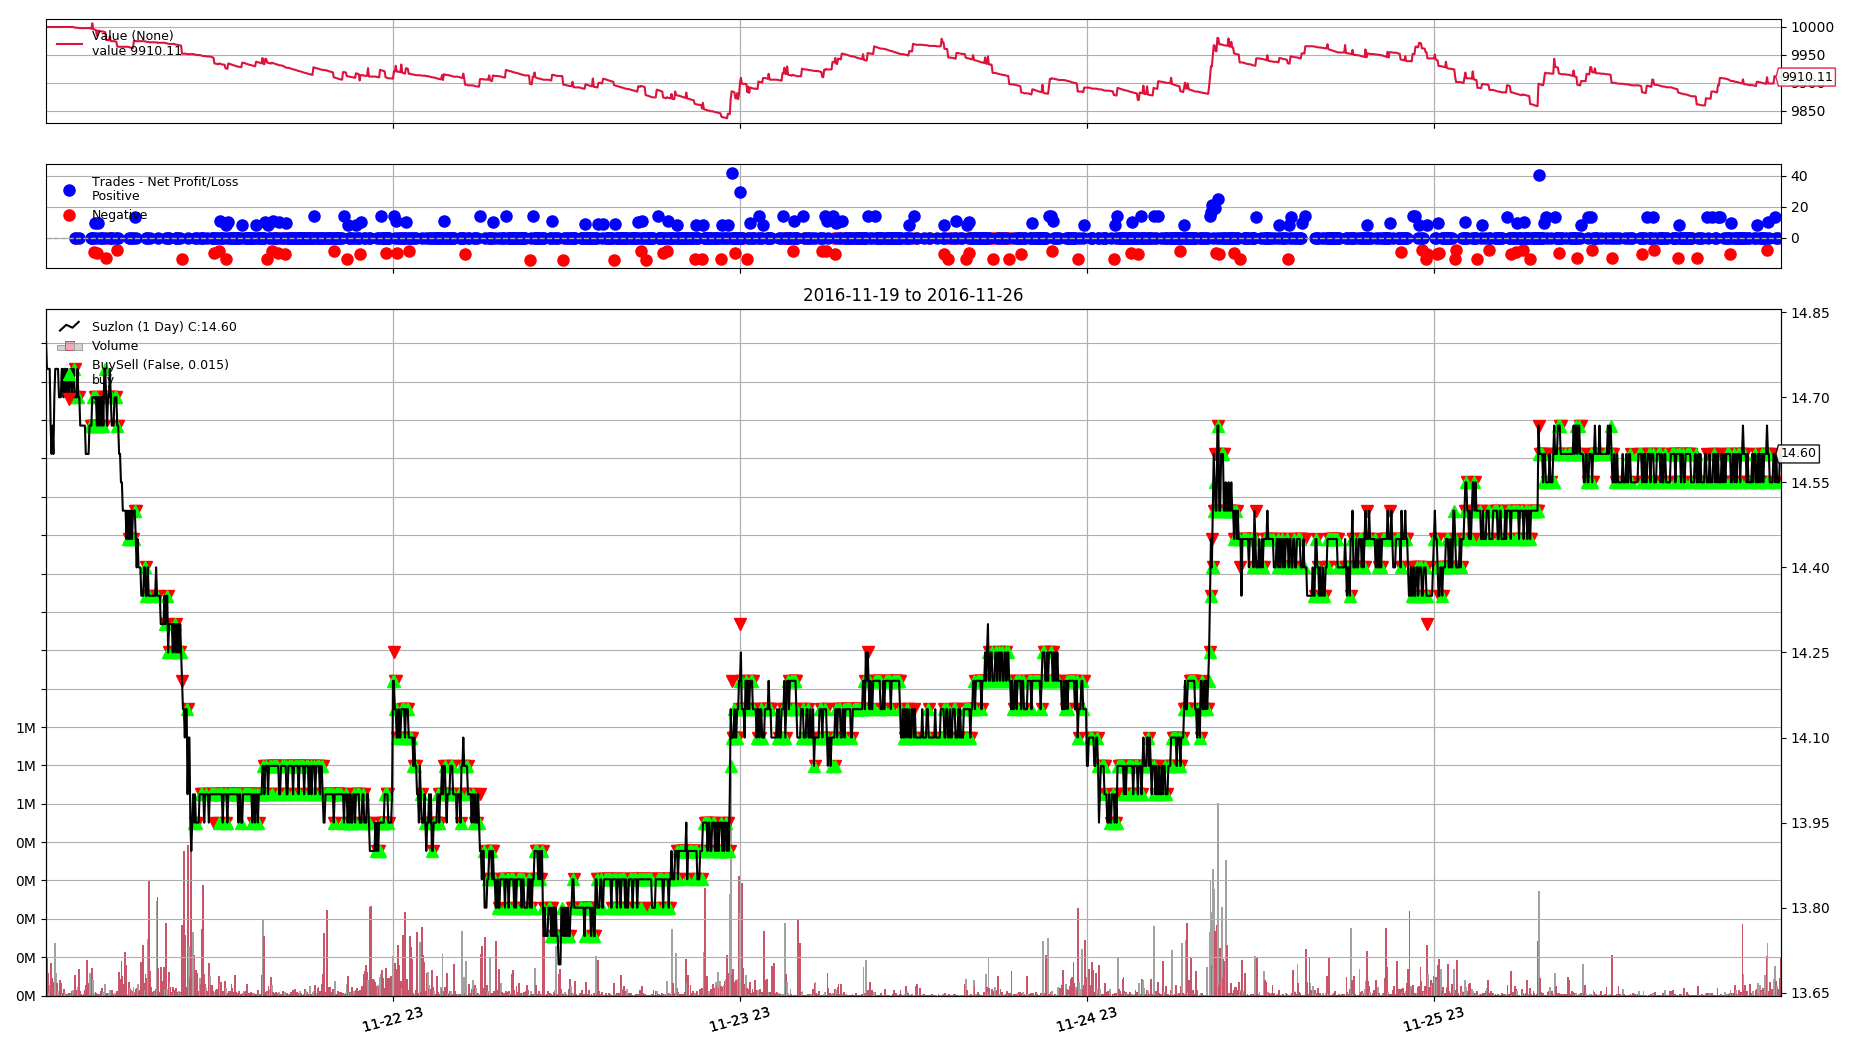 Value (None)
value 9910.11
10000
9950
9910.11
9850
Trades - Net Profit/Loss
Positive
Negative
40
20
0
2016-11-19 to 2016-11-26
Suzlon (1 Day) C:14.60
Volume
BuySell (False, 0.015)
buy
14.85
14.70
14.60
14.55
14.40
14.25
14.10
13.95
13.80
13.65
1M
1M
1M
0M
0M
0M
0M
0M
11-22 23
11-23 23
11-24 23
11-25 23